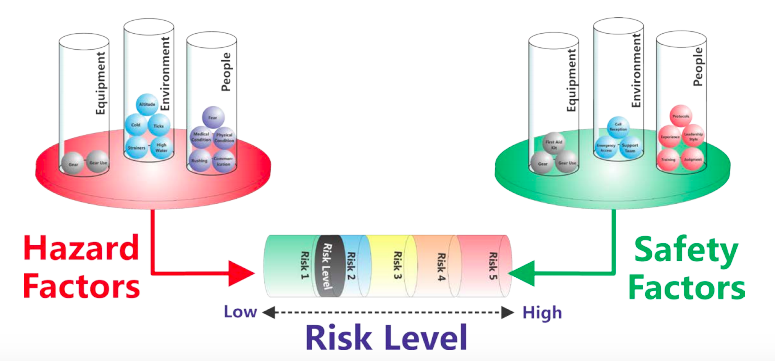 Equipment
Environment
People
Altitude
Cold
Ticks
Strainers
High
Water
Gear
Gear Use
Fear
Medical
Condition
Physical
Condition
Rushing
Equipment
Environment
People
Cell
Reception
Emergency
Access
Support
Team
First Aid
Kit
Gear
Gear Use
Protocols
Experience
Leadership
Style
Training
Judgment
Hazard
Factors
Safety
Factors
Risk 1
Risk Level
Risk 2
Risk 3
Risk 4
Risk 5
Low
High
Risk Level